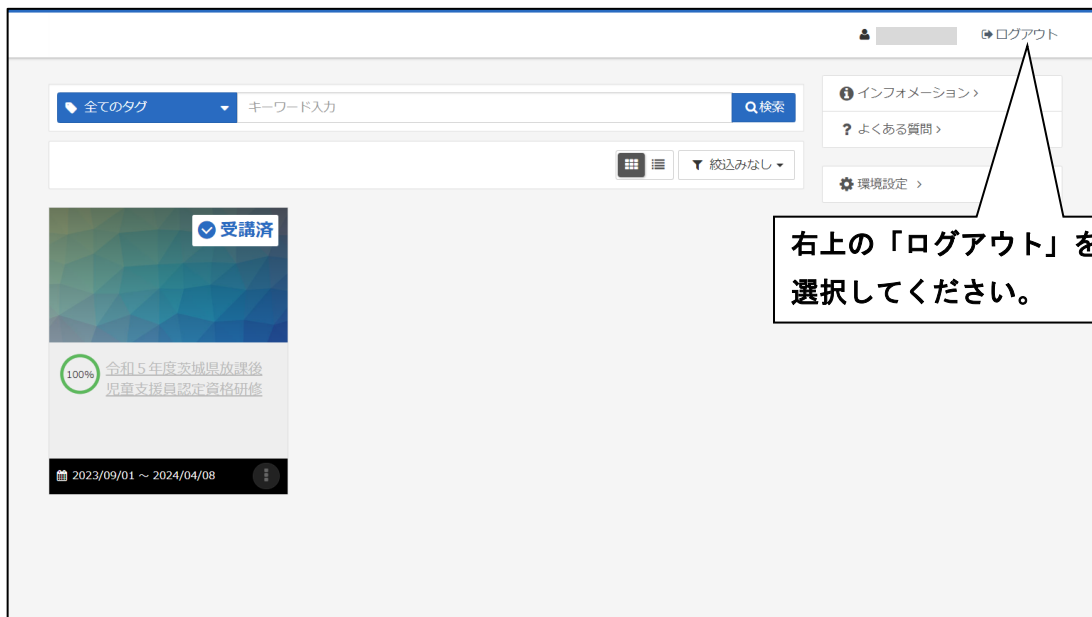 ログアウト
全てのタグ
キーワード入力
検索
インフォメーション
よくある質問
絞込みなし
環境設定
受講済
右上の「ログアウト」を
選択してください。
100%
令和５年度茨城県放課後
児童支援員認定資格研修
2023/09/01 ～ 2024/04/08